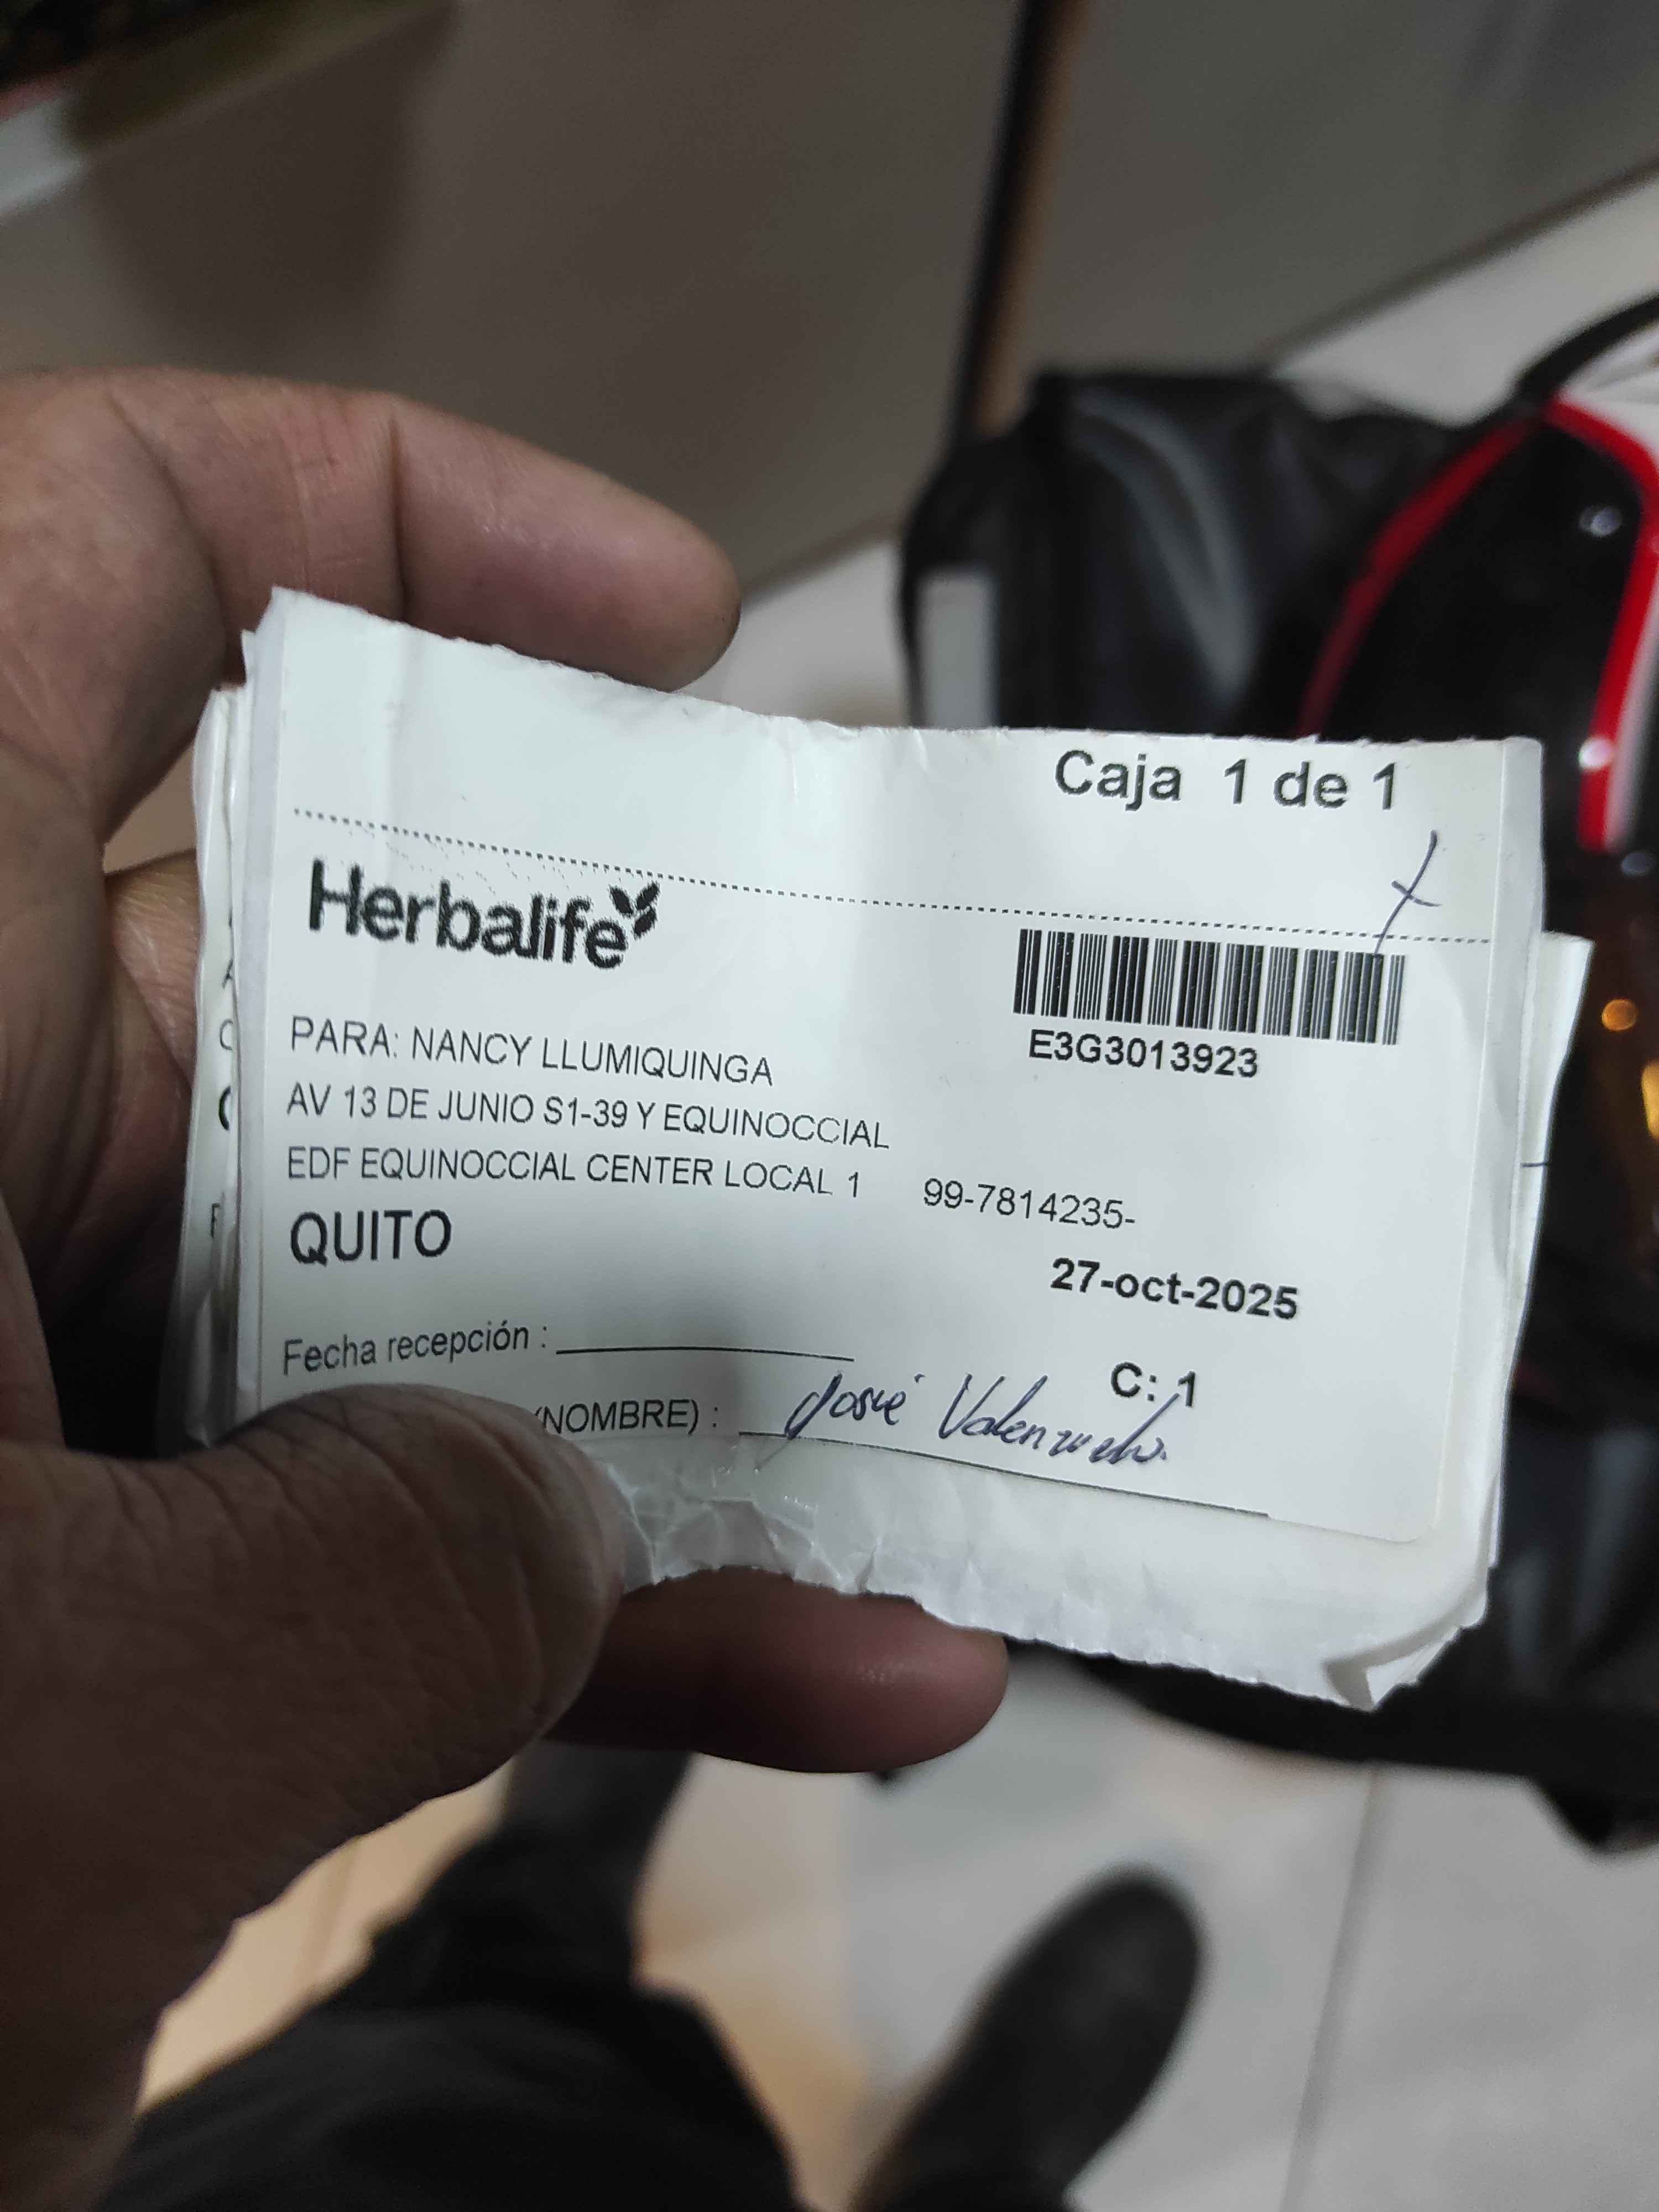 Caja 1 de 1
Herbalife
E3G3013923
PARA: NANCY LLUMIQUINGA
AV 13 DE JUNIO S1-39 Y EQUINOCCIAL
EDF EQUINOCCIAL CENTER LOCAL 1 99-7814235-
QUITO
27-oct-2025
Fecha recepción :
C: 1
(NOMBRE) : José Valenzuela